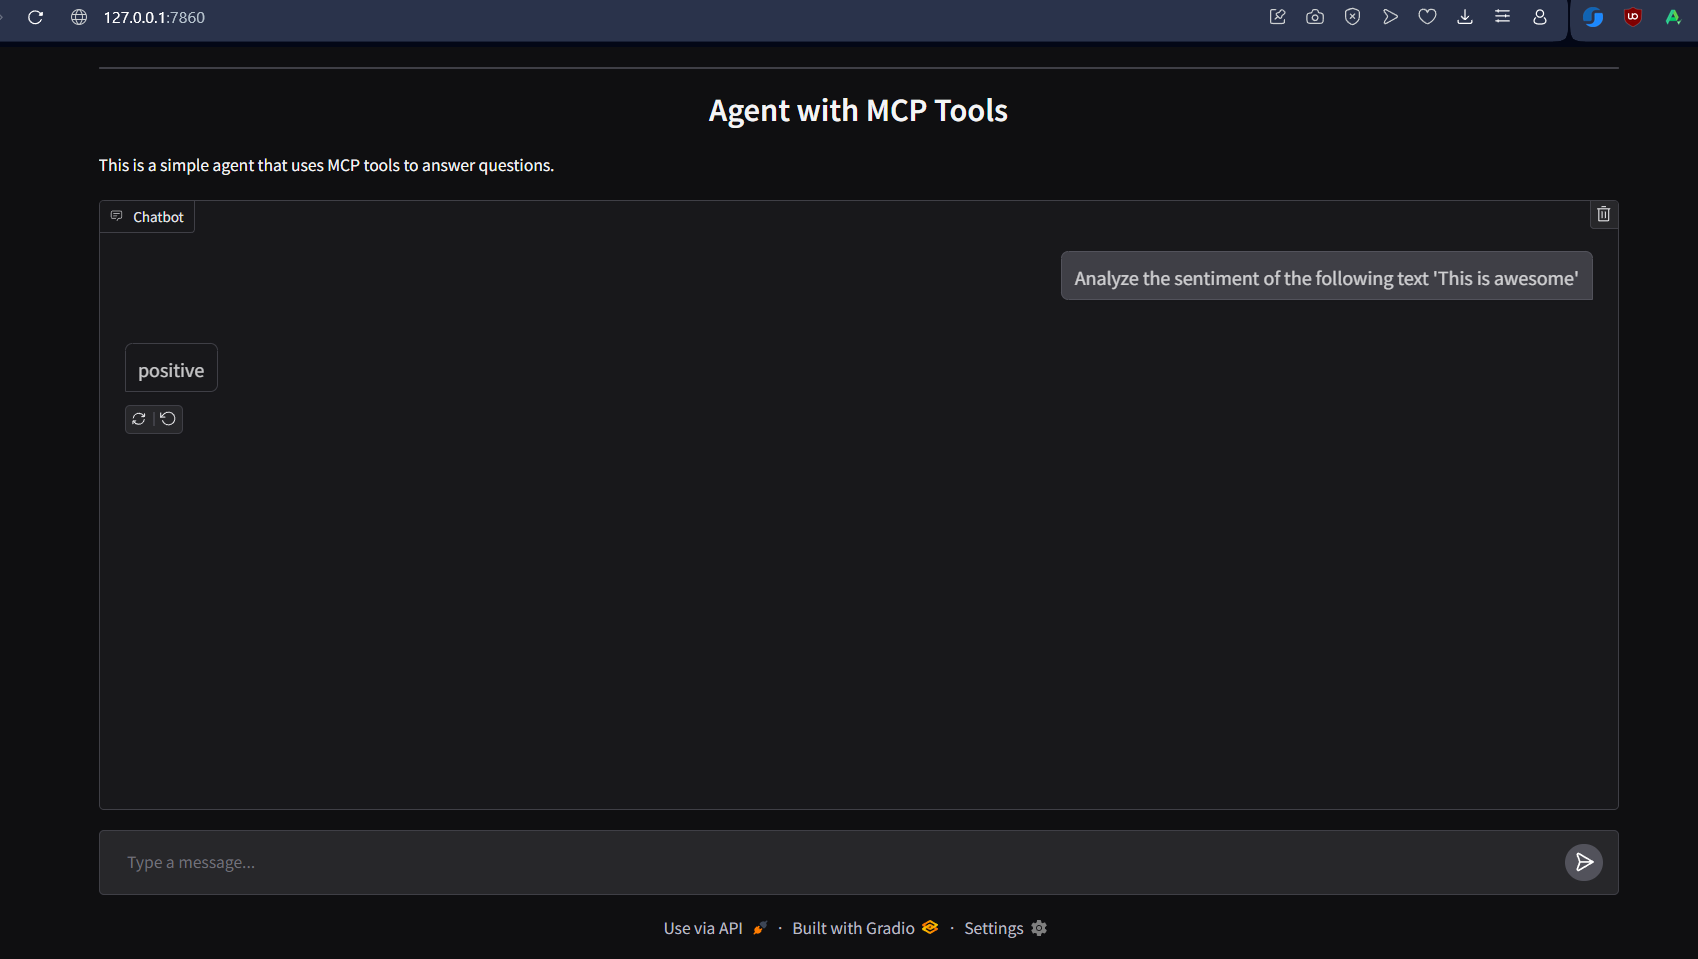 127.0.0.1:7860
Agent with MCP Tools
This is a simple agent that uses MCP tools to answer questions.
Chatbot
Analyze the sentiment of the following text 'This is awesome'
positive
Type a message...
Use via API · Built with Gradio · Settings